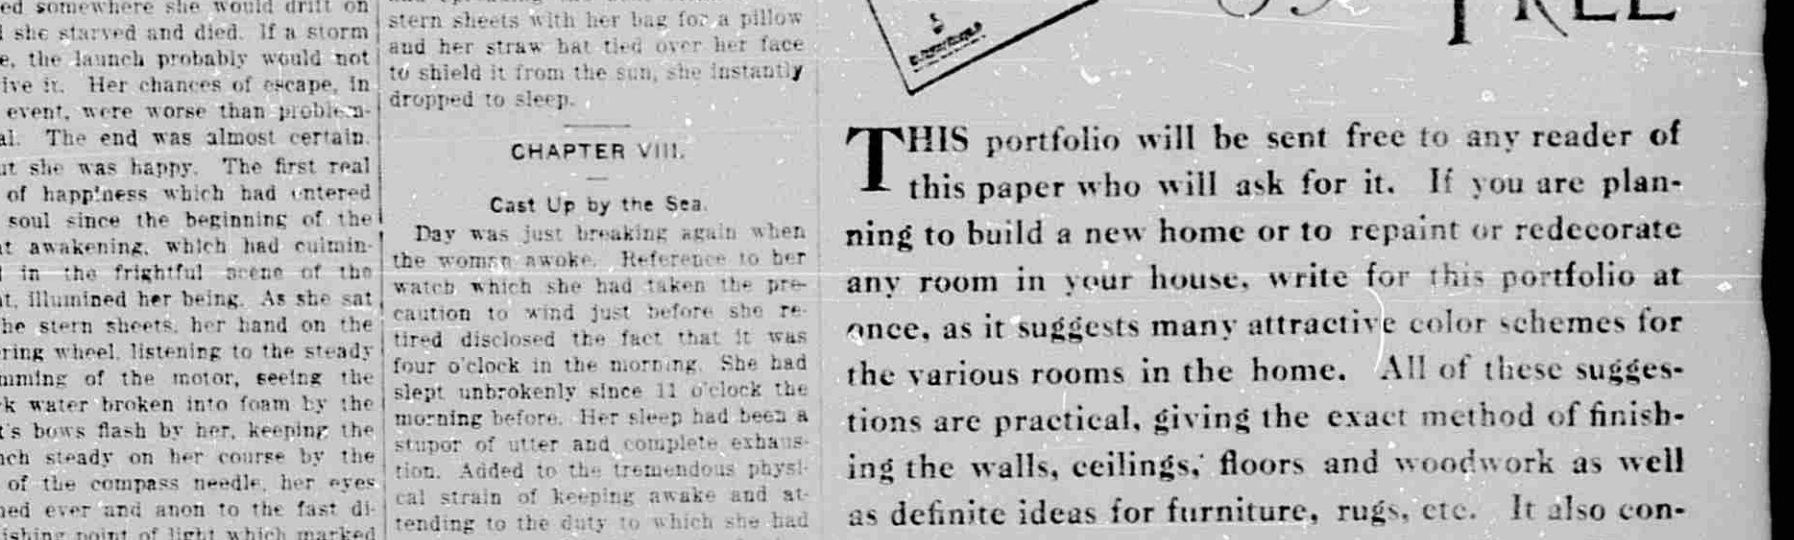 ed somewhere she would drift on
she starved and died. If a storm
e, the launch probably would not
ive it. Her chances of escape, in
event, were worse than problem-
al. The end was almost certain.
ut she was happy. The first real
of happiness which had entered
soul since the beginning of the
at awakening, which had culmin-
in the frightful scene of the
t, illumined her being. As she sat
he stern sheets, her hand on the
ring wheel, listening to the steady
mming of the motor, seeing the
k water broken into foam by the
t's bows flash by her, keeping the
nch steady on her course by the
of the compass needle, her eyes
ned ever and anon to the fast di-
ishing point of light which marked
stern sheets with her bag for a pillow
and her straw hat tied over her face
to shield it from the sun, she instantly
dropped to sleep.
CHAPTER VIII.
Cast Up by the Sea.
Day was just breaking again when
the woman awoke. Reference to her
watch which she had taken the pre-
caution to wind just before she re-
tired disclosed the fact that it was
four o'clock in the morning. She had
slept unbrokenly since 11 o'clock the
morning before. Her sleep had been a
stupor of utter and complete exhaus-
tion. Added to the tremendous physi-
cal strain of keeping awake and at-
tending to the duty to which she had
FREE
THIS portfolio will be sent free to any reader of
this paper who will ask for it. If you are plan-
ning to build a new home or to repaint or redecorate
any room in your house, write for this portfolio at
once, as it suggests many attractive color schemes for
the various rooms in the home. All of these sugges-
tions are practical, giving the exact method of finish-
ing the walls, ceilings, floors and woodwork as well
as definite ideas for furniture, rugs, etc. It also con-